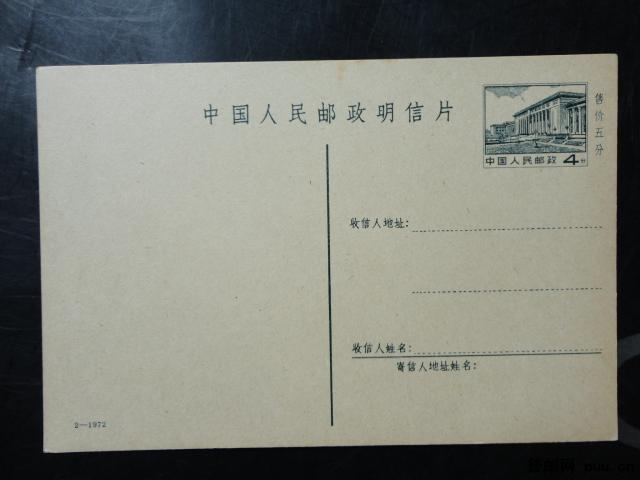 中国人民邮政明信片
中国人民邮政 4分
售价五分
收信人地址:
收信人姓名:
寄信人地址姓名:
2—1972